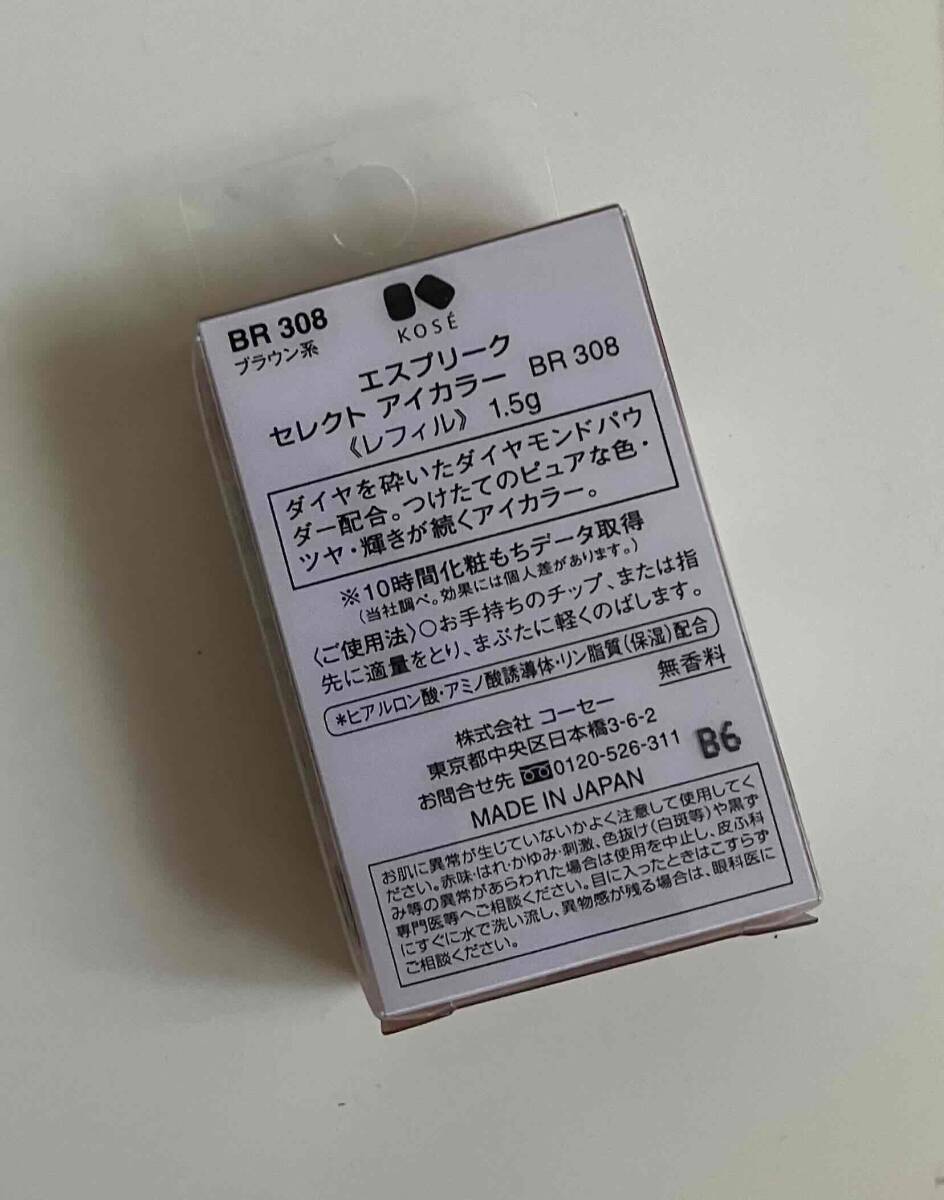 BR 308
ブラウン系
KOSÉ
エスプリーク
セレクト アイカラー BR 308
《レフィル》 1.5g
ダイヤを砕いたダイヤモンドパウ
ダー配合。つけたてのピュアな色・
ツヤ・輝きが続くアイカラー。
※10時間化粧もちデータ取得
(当社調べ。効果には個人差があります。)
〈ご使用法〉○お手持ちのチップ、または指
先に適量をとり、まぶたに軽くのばします。
*ヒアルロン酸・アミノ酸誘導体・リン脂質(保湿)配合
無香料
株式会社 コーセー
東京都中央区日本橋3-6-2
お問合せ先 0120-526-311
B6
MADE IN JAPAN
お肌に異常が生じていないかよく注意して使用してく
ださい。赤味・はれ・かゆみ・刺激、色抜け(白斑等)や黒ず
み等の異常があらわれた場合は使用を中止し、皮ふ科
専門医等へご相談ください。目に入ったときはこすらず
にすぐに水で洗い流し、異物感が残る場合は、眼科医に
ご相談ください。